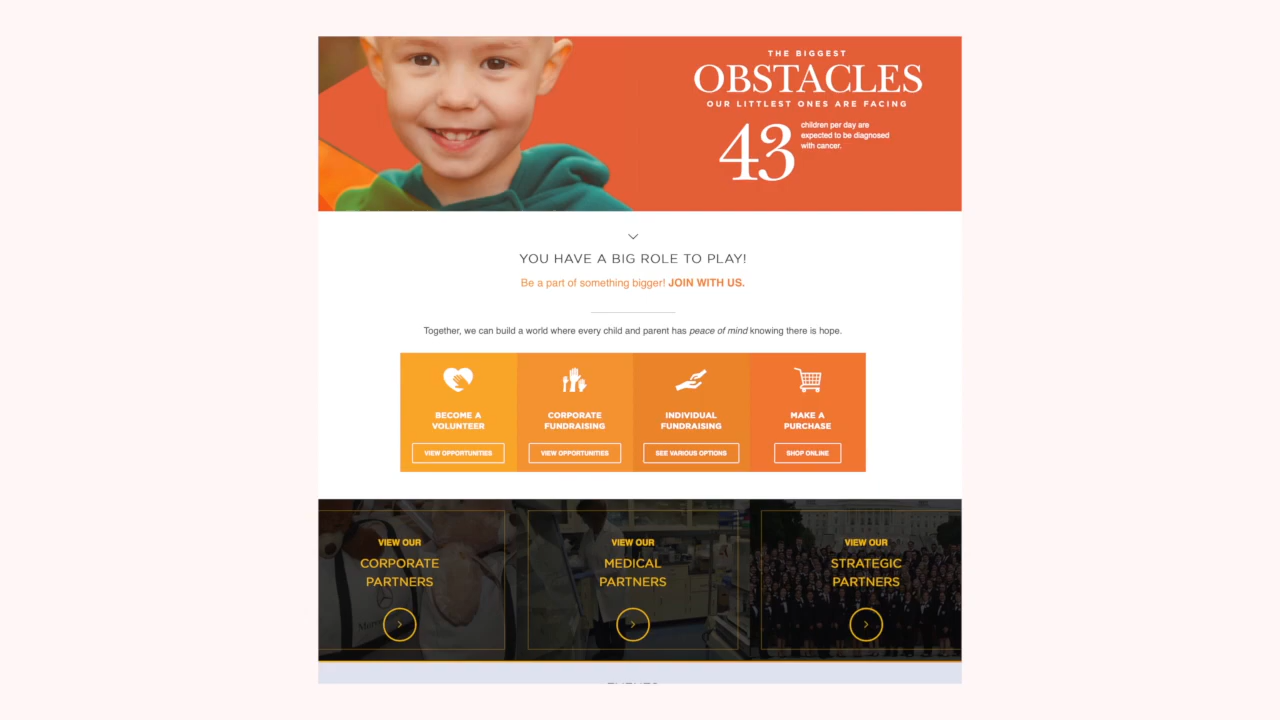 THE BIGGEST
OBSTACLES
OUR LITTLEST ONES ARE FACING
43
children per day are
expected to be diagnosed
with cancer.
YOU HAVE A BIG ROLE TO PLAY!
Be a part of something bigger! JOIN WITH US.
Together, we can build a world where every child and parent has peace of mind knowing there is hope.
BECOME A
VOLUNTEER
VIEW OPPORTUNITIES
CORPORATE
FUNDRAISING
VIEW OPPORTUNITIES
INDIVIDUAL
FUNDRAISING
SEE VARIOUS OPTIONS
MAKE A
PURCHASE
SHOP ONLINE
VIEW OUR
CORPORATE
PARTNERS
VIEW OUR
MEDICAL
PARTNERS
VIEW OUR
STRATEGIC
PARTNERS